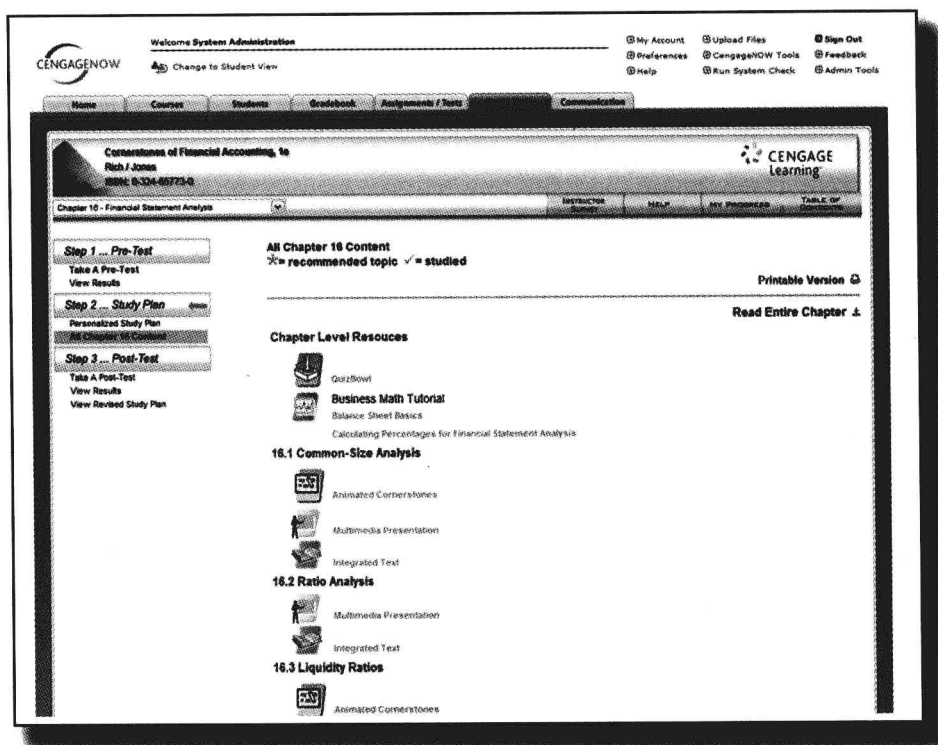 CENGAGENOW
Welcome System Administration
Change to Student View
My Account
Preferences
Help
Upload Files
CengageNOW Tools
Run System Check
Sign Out
Feedback
Admin Tools
Home
Courses
Students
Gradebook
Assignments / Tests
Communication
Cornerstones of Financial Accounting, 1e
Rich / Jones
CENGAGE
Learning
Chapter 16 - Financial Statement Analysis
INSTRUCTOR
HELP
MY PROGRESS
TABLE OF
Step 1 ... Pre-Test
Take A Pre-Test
View Results
Step 2 ... Study Plan
Personalized Study Plan
All Chapter 16 Content
Step 3 ... Post-Test
Take A Post-Test
View Results
View Revised Study Plan
All Chapter 16 Content
= recommended topic ✓ = studied
Printable Version
Read Entire Chapter
Chapter Level Resouces
QuizBowl
Business Math Tutorial
Balance Sheet Basics
Calculating Percentages for Financial Statement Analysis
16.1 Common-Size Analysis
Animated Cornerstones
Multimedia Presentation
Integrated Text
16.2 Ratio Analysis
Multimedia Presentation
Integrated Text
16.3 Liquidity Ratios
Animated Cornerstones